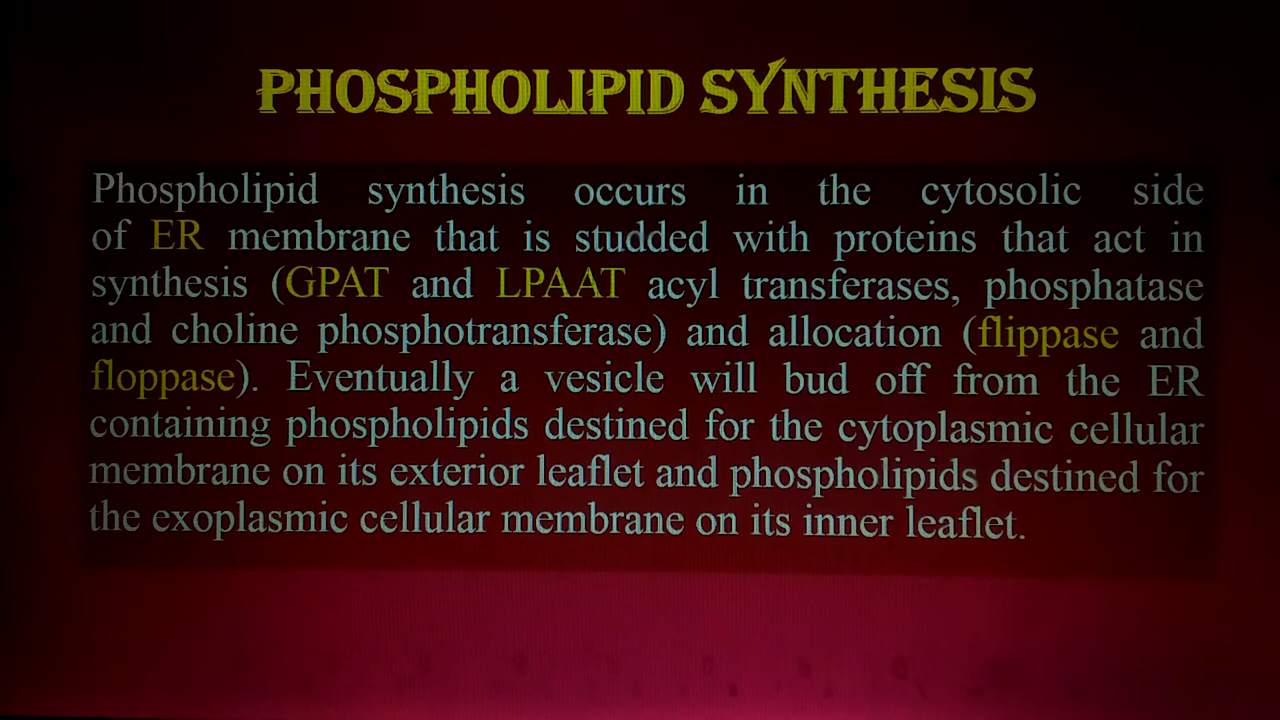 PHOSPHOLIPID SYNTHESIS
Phospholipid synthesis occurs in the cytosolic side
of ER membrane that is studded with proteins that act in
synthesis (GPAT and LPAAT acyl transferases, phosphatase
and choline phosphotransferase) and allocation (flippase and
floppase). Eventually a vesicle will bud off from the ER
containing phospholipids destined for the cytoplasmic cellular
membrane on its exterior leaflet and phospholipids destined for
the exoplasmic cellular membrane on its inner leaflet.